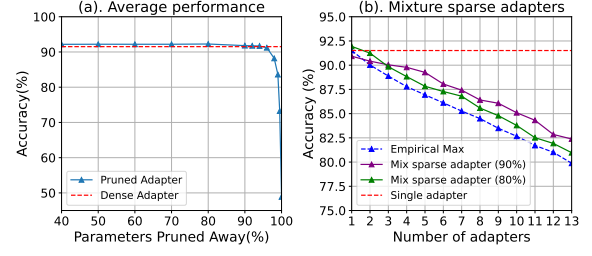 (a). Average performance
Accuracy(%)
100
90
80
70
60
50
40 50 60 70 80 90 100
Parameters Pruned Away(%)
Pruned Adapter
Dense Adapter
(b). Mixture sparse adapters
Accuracy (%)
95.0
92.5
90.0
87.5
85.0
82.5
80.0
77.5
75.0
1 2 3 4 5 6 7 8 9 10 11 12 13
Number of adapters
Empirical Max
Mix sparse adapter (90%)
Mix sparse adapter (80%)
Single adapter